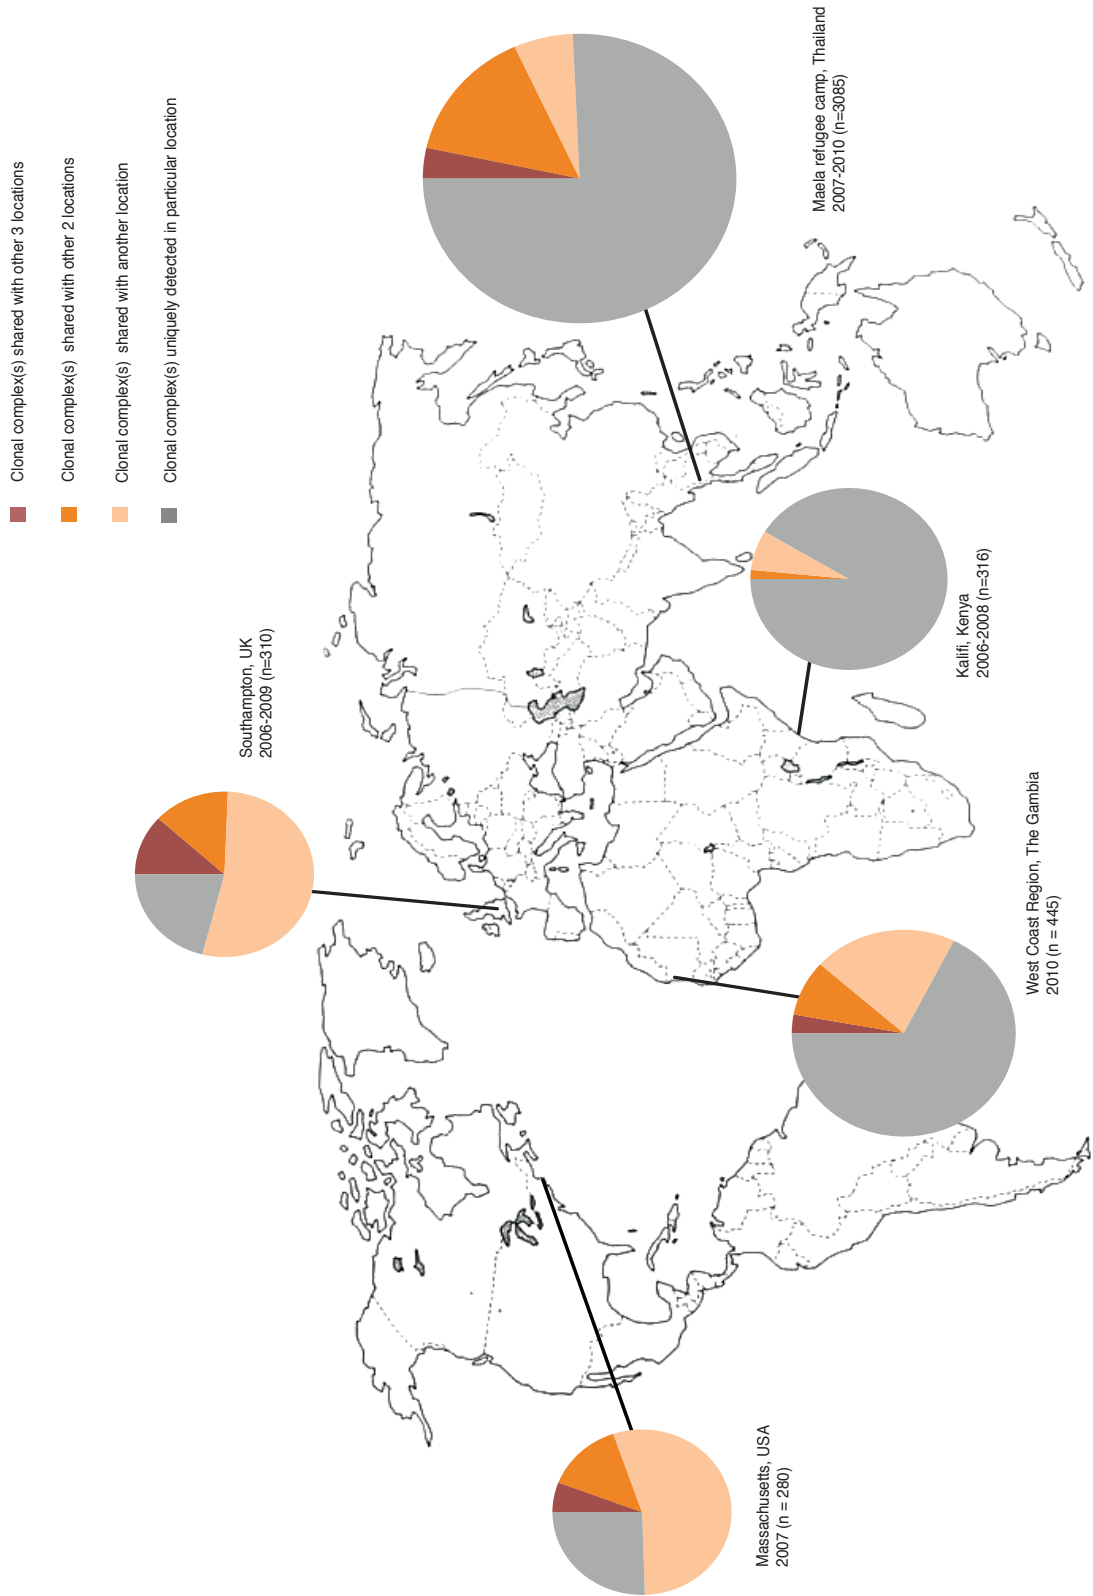 Clonal complex(s) shared with other 3 locations
Clonal complex(s) shared with other 2 locations
Clonal complex(s) shared with another location
Clonal complex(s) uniquely detected in particular location
Southampton, UK
2006-2009 (n=310)
Maela refugee camp, Thailand
2007-2010 (n=3085)
Kalifi, Kenya
2006-2008 (n=316)
West Coast Region, The Gambia
2010 (n = 445)
Massachusetts, USA
2007 (n = 280)